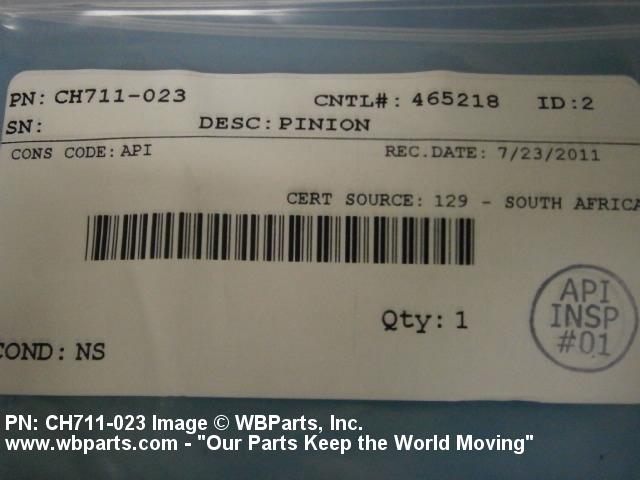 PN: CH711-023 CNTL#: 465218 ID:2
SN: DESC: PINION
CONS CODE: API REC.DATE: 7/23/2011
CERT SOURCE: 129 - SOUTH AFRICA
Qty: 1
API
INSP
#01
COND: NS
PN: CH711-023 Image © WBParts, Inc.
www.wbparts.com - "Our Parts Keep the World Moving"